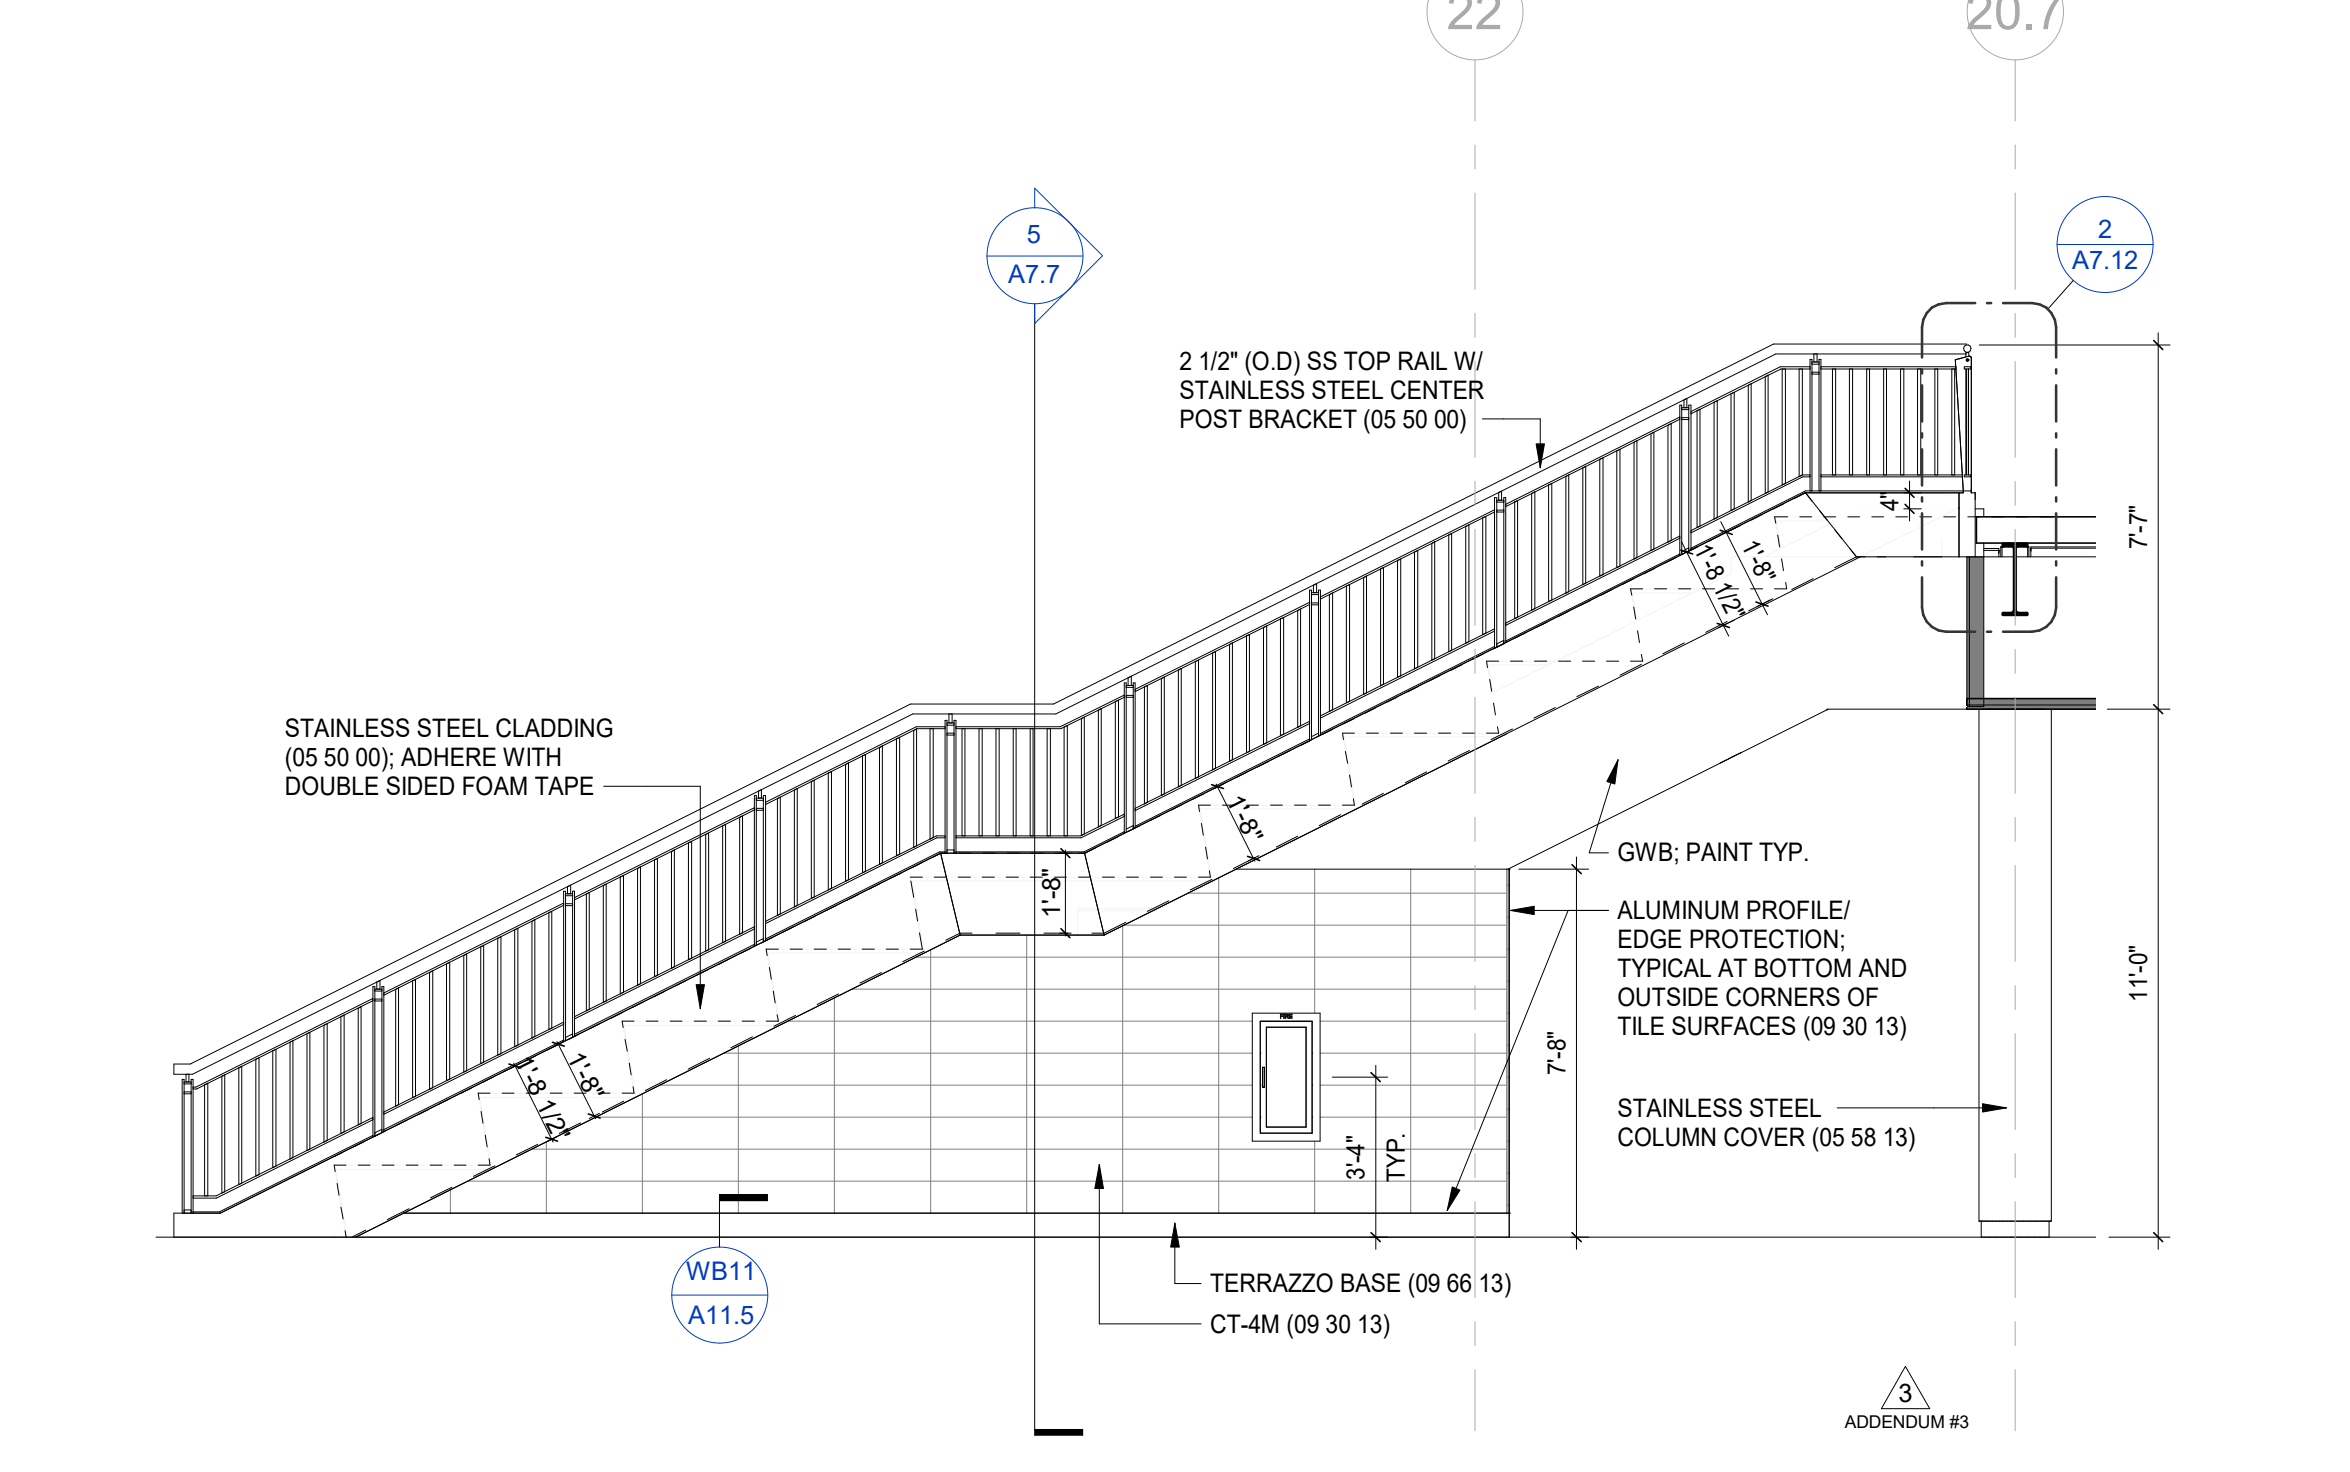 22
20.7
5
A7.7
2
A7.12
2 1/2" (O.D) SS TOP RAIL W/
STAINLESS STEEL CENTER
POST BRACKET (05 50 00)
4"
7'-7"
1'-8 1/2"
1'-8"
STAINLESS STEEL CLADDING
(05 50 00); ADHERE WITH
DOUBLE SIDED FOAM TAPE
1'-8"
1'-8"
GWB; PAINT TYP.
ALUMINUM PROFILE/
EDGE PROTECTION;
TYPICAL AT BOTTOM AND
OUTSIDE CORNERS OF
TILE SURFACES (09 30 13)
11'-0"
FIRE
7'-8"
1'-8 1/2"
1'-8"
3'-4"
TYP.
STAINLESS STEEL
COLUMN COVER (05 58 13)
WB11
A11.5
TERRAZZO BASE (09 66 13)
CT-4M (09 30 13)
3
ADDENDUM #3